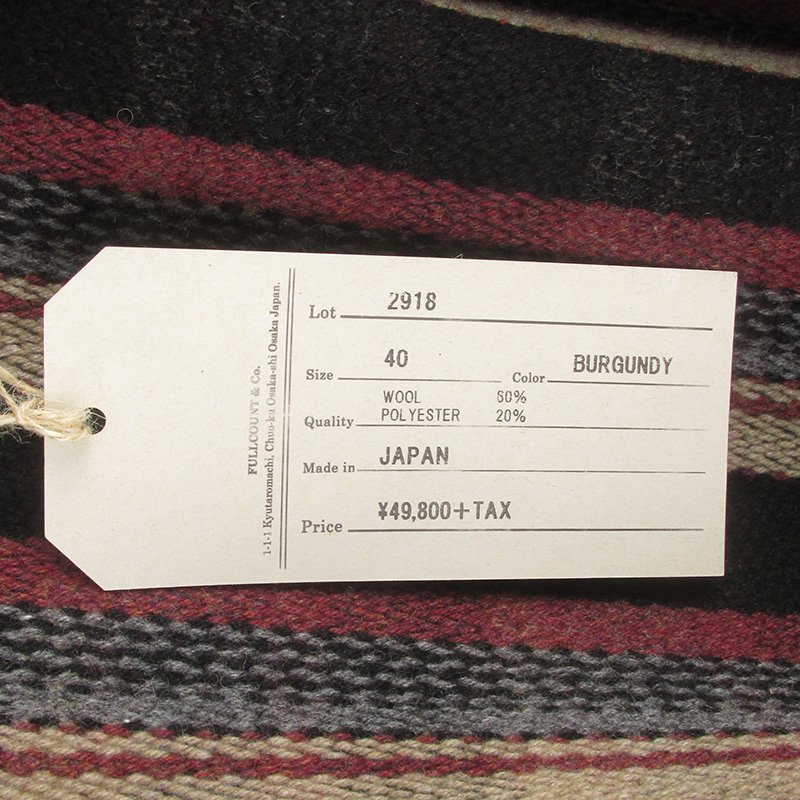 FULLCOUNT & Co.
1-1-1 Kyutaromachi, Chuo-ku Osaka-shi Osaka Japan.
Lot 2918
Size 40 Color BURGUNDY
WOOL 80%
Quality POLYESTER 20%
Made in JAPAN
Price ¥49,800+TAX